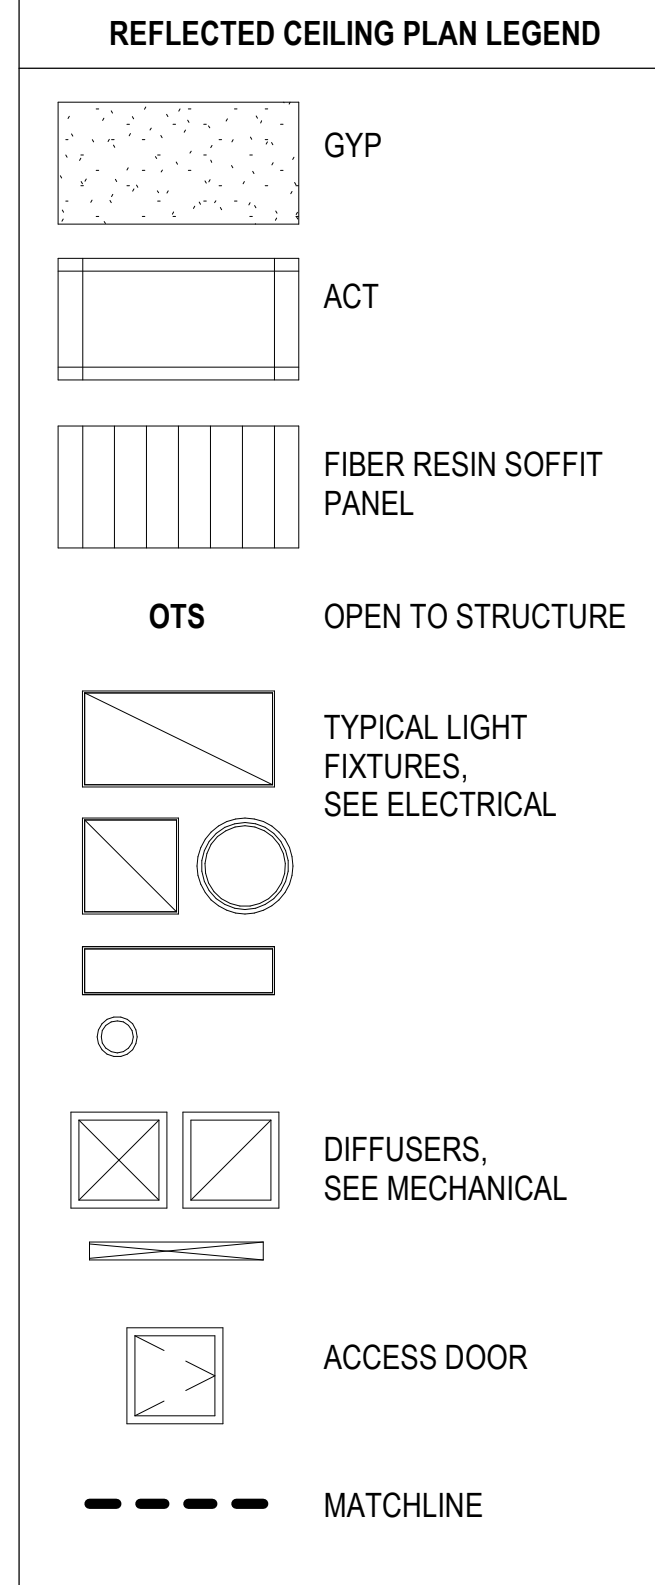 REFLECTED CEILING PLAN LEGEND
GYP
ACT
FIBER RESIN SOFFIT
PANEL
OTS OPEN TO STRUCTURE
TYPICAL LIGHT
FIXTURES,
SEE ELECTRICAL
DIFFUSERS,
SEE MECHANICAL
ACCESS DOOR
MATCHLINE